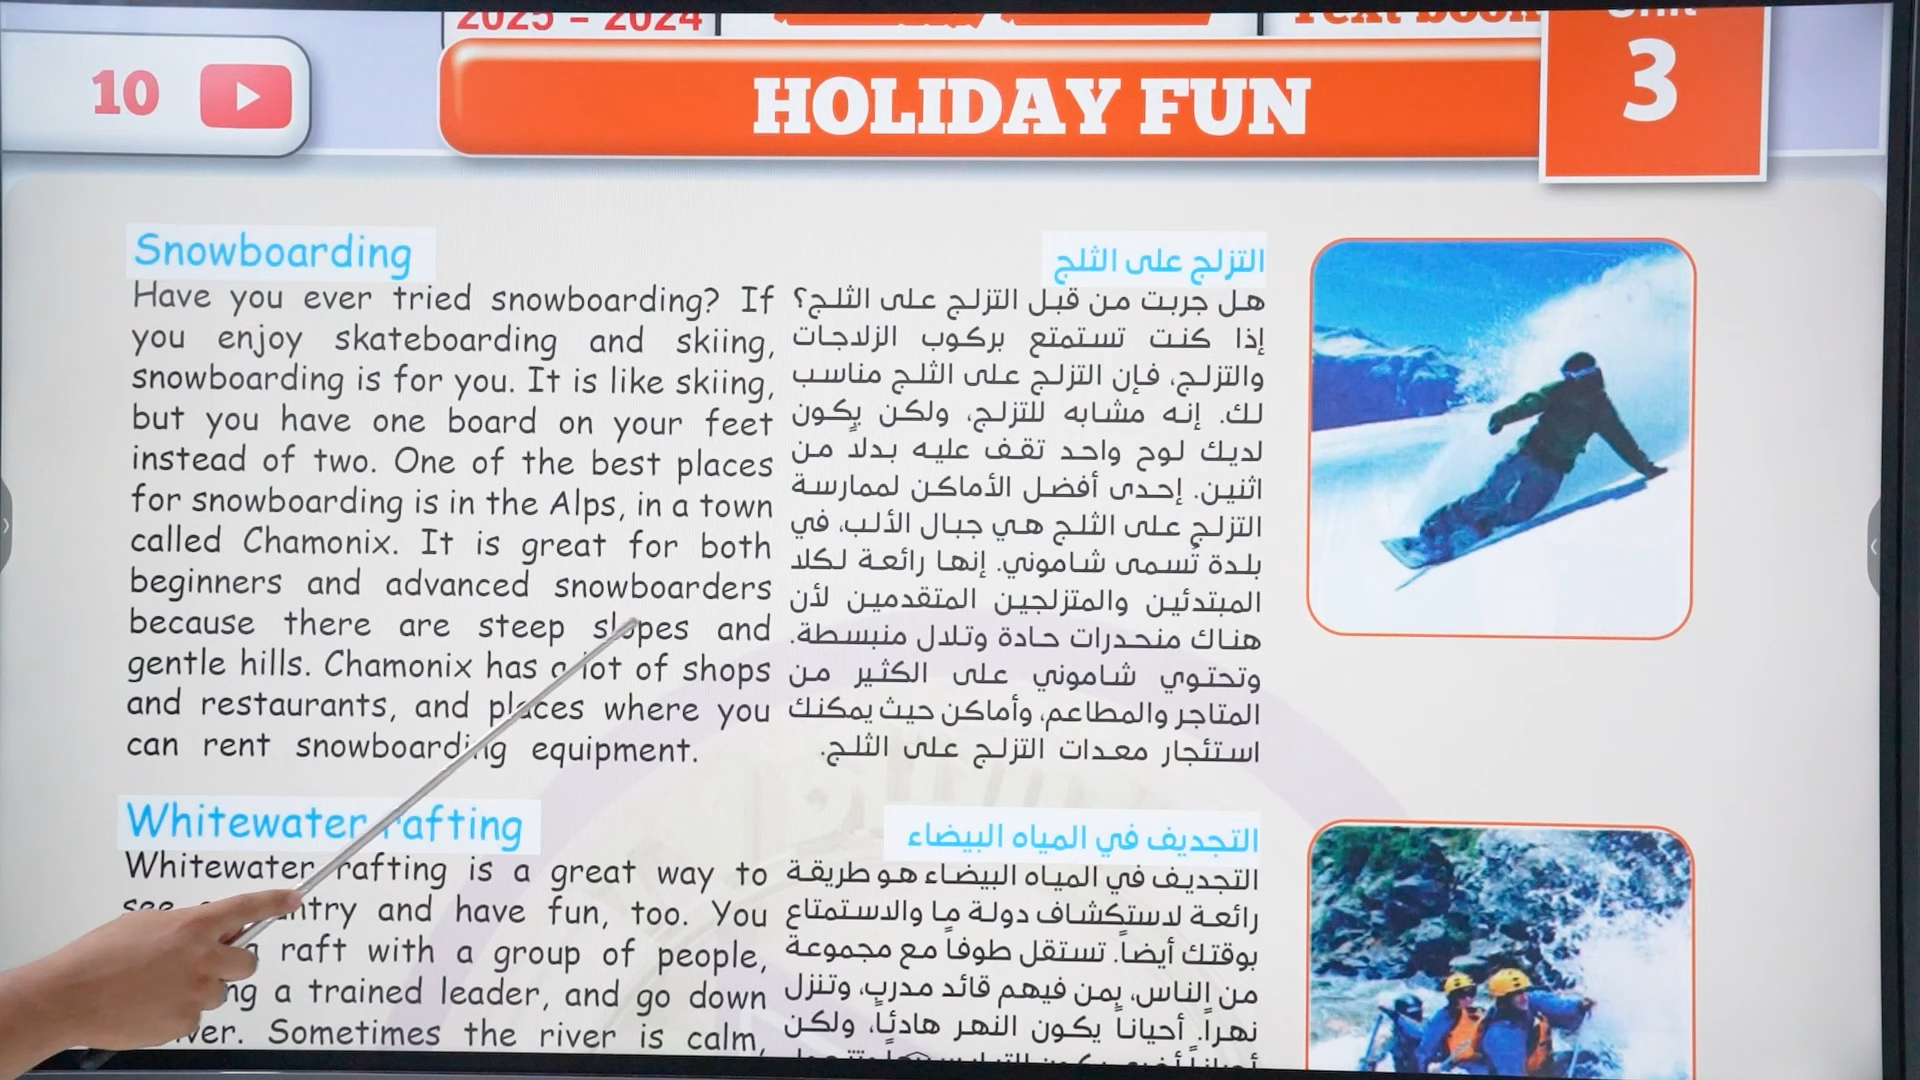 2025 - 2024
Text book
Unit
3
10
HOLIDAY FUN
Snowboarding
Have you ever tried snowboarding? If
you enjoy skateboarding and skiing,
snowboarding is for you. It is like skiing,
but you have one board on your feet
instead of two. One of the best places
for snowboarding is in the Alps, in a town
called Chamonix. It is great for both
beginners and advanced snowboarders
because there are steep slopes and
gentle hills. Chamonix has a lot of shops
and restaurants, and places where you
can rent snowboarding equipment.
التزلج على الثلج
هل جربت من قبل التزلج على الثلج؟
إذا كنت تستمتع بركوب الزلاجات
والتزلج، فإن التزلج على الثلج مناسب
لك. إنه مشابه للتزلج، ولكن يكون
لديك لوح واحد تقف عليه بدلاً من
اثنين. إحدى أفضل الأماكن لممارسة
التزلج على الثلج هي جبال الألب، في
بلدة تُسمى شاموني. إنها رائعة لكلا
المبتدئين والمتزلجين المتقدمين لأن
هناك منحدرات حادة وتلال منبسطة.
وتحتوي شاموني على الكثير من
المتاجر والمطاعم، وأماكن حيث يمكنك
استئجار معدات التزلج على الثلج.
Whitewater rafting
Whitewater rafting is a great way to
see and have fun, too. You
raft with a group of people,
a trained leader, and go down
Sometimes the river is calm,
التجديف في المياه البيضاء
التجديف في المياه البيضاء هو طريقة
رائعة لاستكشاف دولة ما والاستمتاع
بوقتك أيضاً. تستقل طوفاً مع مجموعة
من الناس، بمن فيهم قائد مدرب، وتنزل
نهراً. أحياناً يكون النهر هادئاً، ولكن